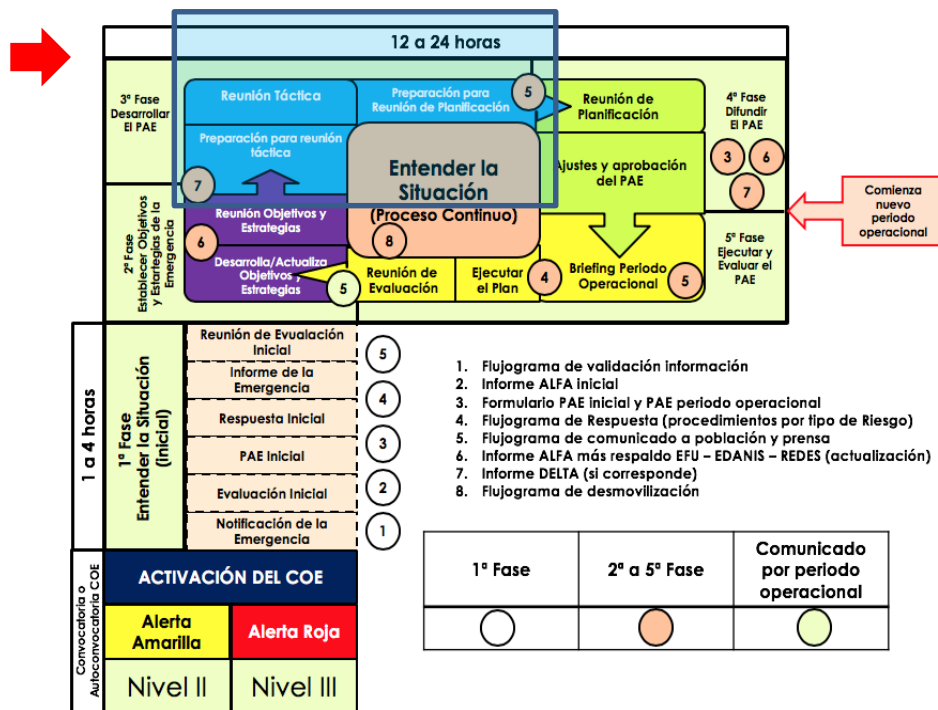 12 a 24 horas
3ª Fase
Desarrollar
El PAE
Reunión Táctica
Preparación para
Reunión de Planificación
5
Reunión de
Planificación
4ª Fase
Difundir
El PAE
3
6
7
Preparación para reunión
táctica
7
Entender la
Situación
(Proceso Continuo)
8
Ajustes y aprobación
del PAE
Comienza
nuevo
periodo
operacional
2ª Fase
Establecer Objetivos
y Estartegias de la
Emergencia
Reunión Objetivos y
Estrategias
6
Desarrolla/Actualiza
Objetivos y
Estrategias
5
Reunión de
Evaluación
Ejecutar
el Plan
4
Briefing Periodo
Operacional
5
5ª Fase
Ejecutar y
Evaluar el
PAE
1 a 4 horas
1ª Fase
Entender la Situación
(inicial)
Reunión de Evualación
Inicial
5
Informe de la
Emergencia
4
Respuesta Inicial
3
PAE Inicial
2
Evaluación Inicial
Notificación de la
Emergencia
1
1. Flujograma de validación información
2. Informe ALFA inicial
3. Formulario PAE inicial y PAE periodo operacional
4. Flujograma de Respuesta (procedimientos por tipo de Riesgo)
5. Flujograma de comunicado a población y prensa
6. Informe ALFA más respaldo EFU – EDANIS – REDES (actualización)
7. Informe DELTA (si corresponde)
8. Flujograma de desmovilización
1ª Fase
2ª a 5ª Fase
Comunicado
por periodo
operacional
Convocatoria o
Autoconvocatoria COE
ACTIVACIÓN DEL COE
Alerta
Amarilla
Alerta Roja
Nivel II
Nivel III